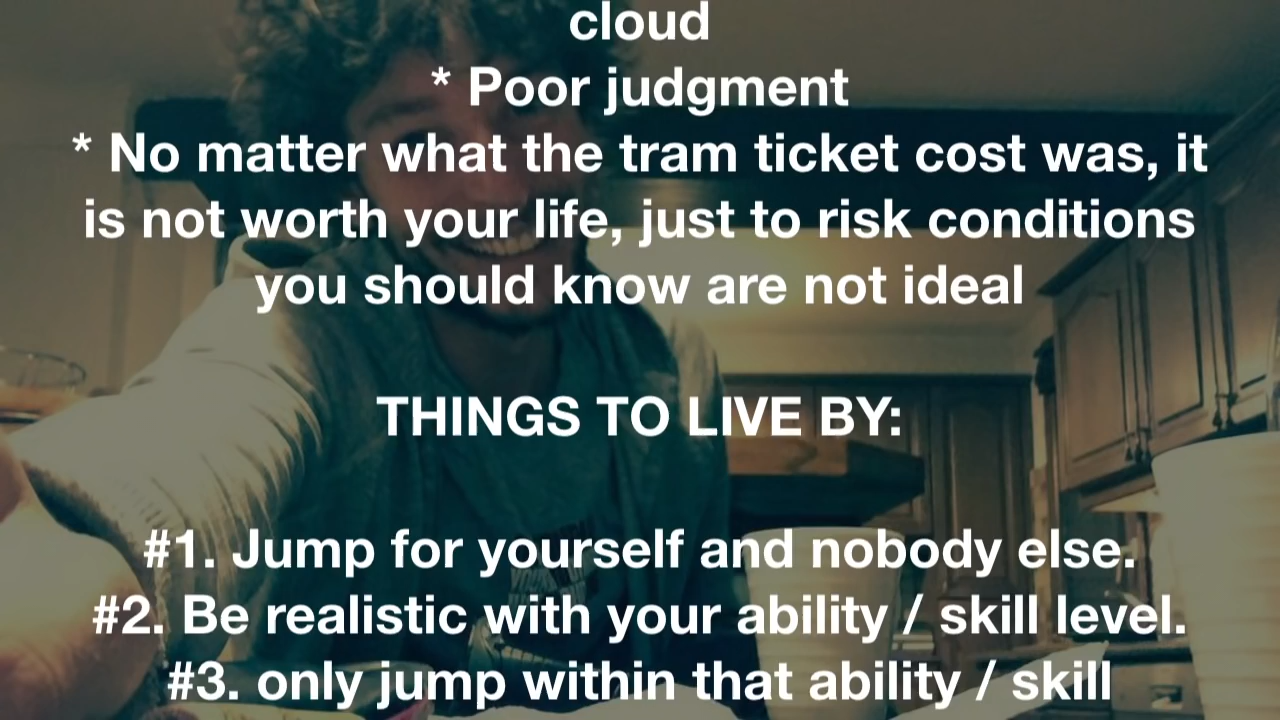 cloud
* Poor judgment
* No matter what the tram ticket cost was, it
is not worth your life, just to risk conditions
you should know are not ideal
THINGS TO LIVE BY:
#1. Jump for yourself and nobody else.
#2. Be realistic with your ability / skill level.
#3. only jump within that ability / skill